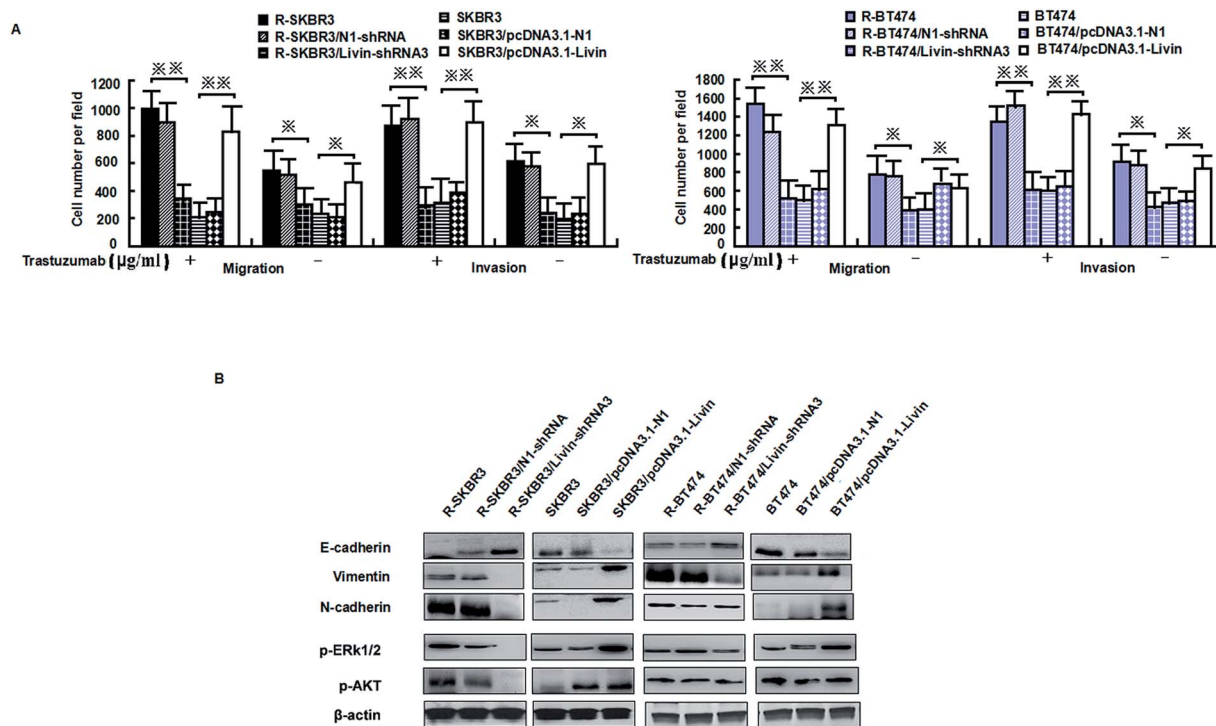 A
R-SKBR3
R-SKBR3/N1-shRNA
R-SKBR3/Livin-shRNA3
SKBR3
SKBR3/pcDNA3.1-N1
SKBR3/pcDNA3.1-Livin
Cell number per field
1200
1000
800
600
400
200
0
※※
※※
※
※
※※
※※
※
※
Trastuzumab (μg/ml) + Migration − + Invasion −
R-BT474
R-BT474/N1-shRNA
R-BT474/Livin-shRNA3
BT474
BT474/pcDNA3.1-N1
BT474/pcDNA3.1-Livin
Cell number per field
1800
1600
1400
1200
1000
800
600
400
200
0
※※
※※
※
※
※※
※※
※
※
Trastuzumab (μg/ml) + Migration − + Invasion −
B
R-SKBR3
R-SKBR3/N1-shRNA
R-SKBR3/Livin-shRNA3
SKBR3
SKBR3/pcDNA3.1-N1
SKBR3/pcDNA3.1-Livin
R-BT474
R-BT474/N1-shRNA
R-BT474/Livin-shRNA3
BT474
BT474/pcDNA3.1-N1
BT474/pcDNA3.1-Livin
E-cadherin
Vimentin
N-cadherin
p-ERk1/2
p-AKT
β-actin